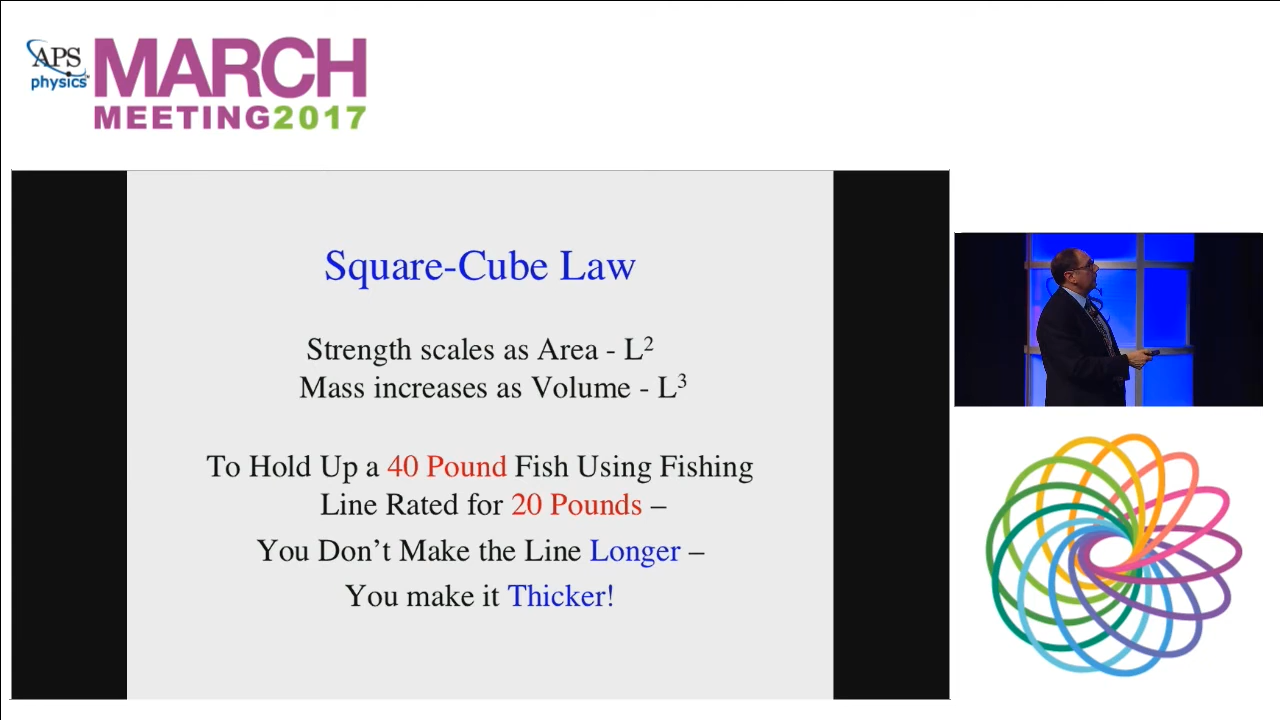 APS
physics
MARCH
MEETING2017
Square-Cube Law
Strength scales as Area - L²
Mass increases as Volume - L³
To Hold Up a 40 Pound Fish Using Fishing
Line Rated for 20 Pounds –
You Don’t Make the Line Longer –
You make it Thicker!